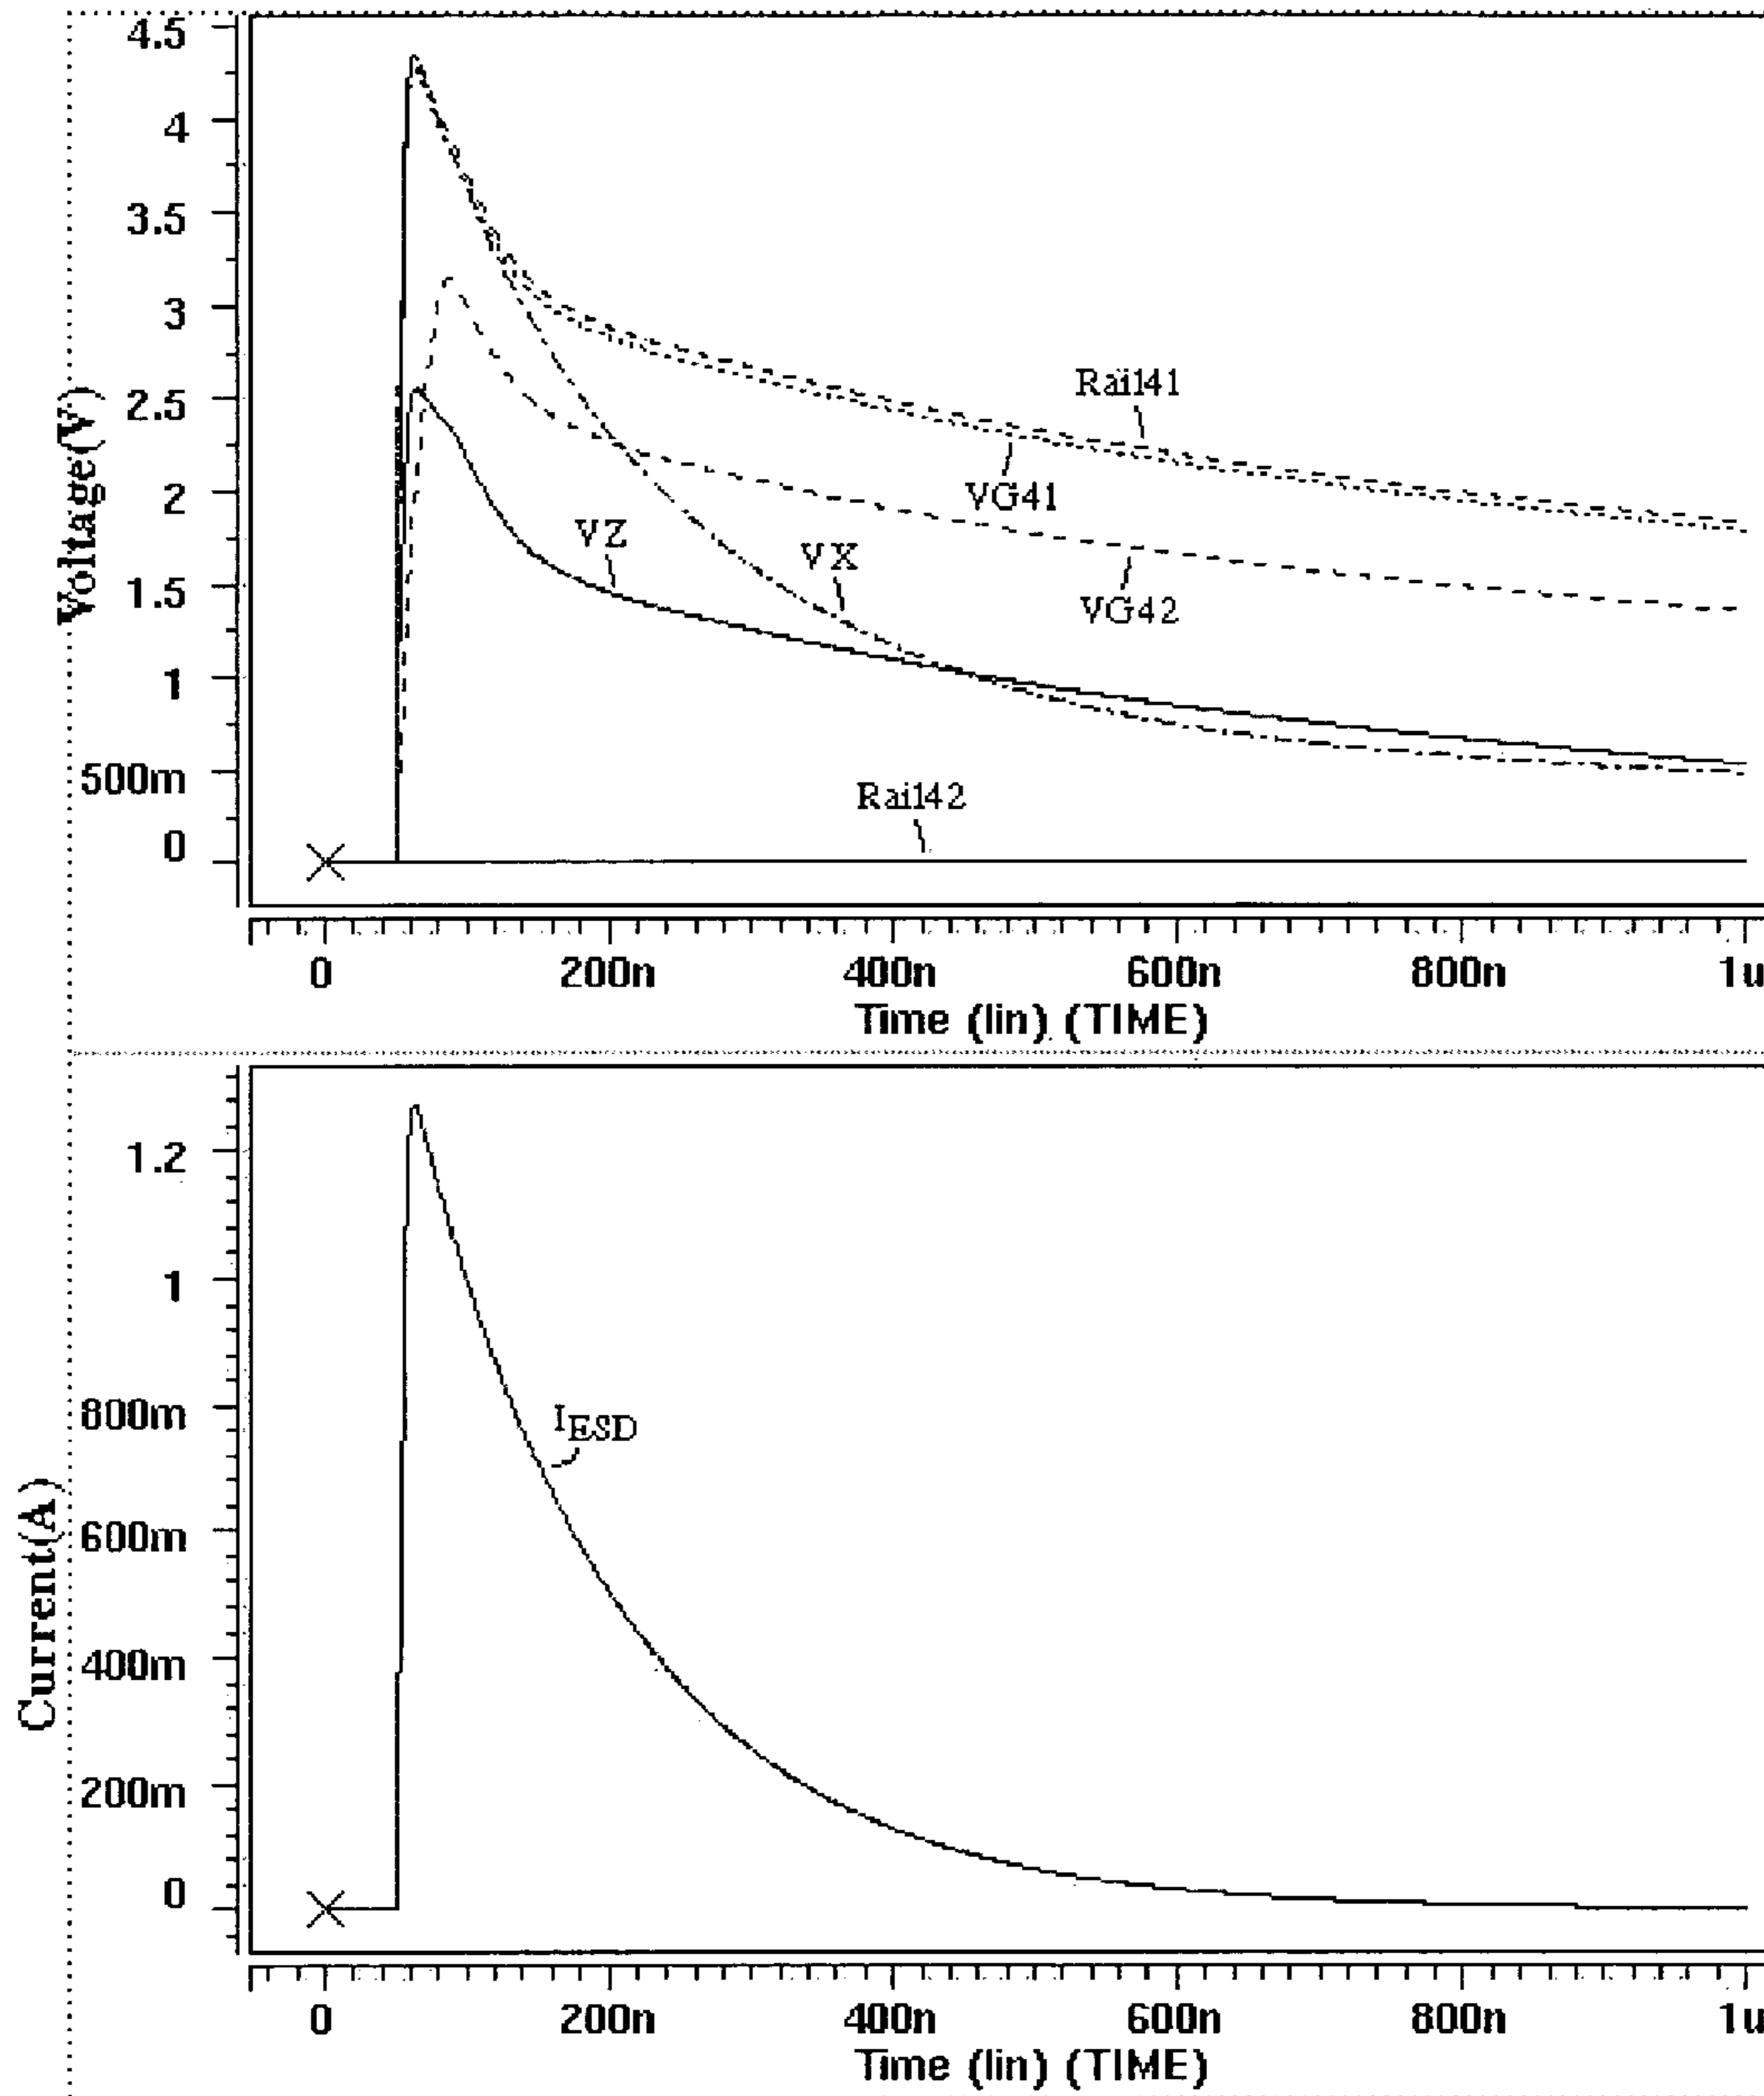 4.5
4
3.5
3
2.5
2
1.5
1
500m
0
Voltage(V)
Rail41
VG41
VZ
VX
VG42
Rail42
0 200n 400n 600n 800n 1u
Time (lin) (TIME)
1.2
1
800m
600m
400m
200m
0
Current(A)
IESD
0 200n 400n 600n 800n 1u
Time (lin) (TIME)